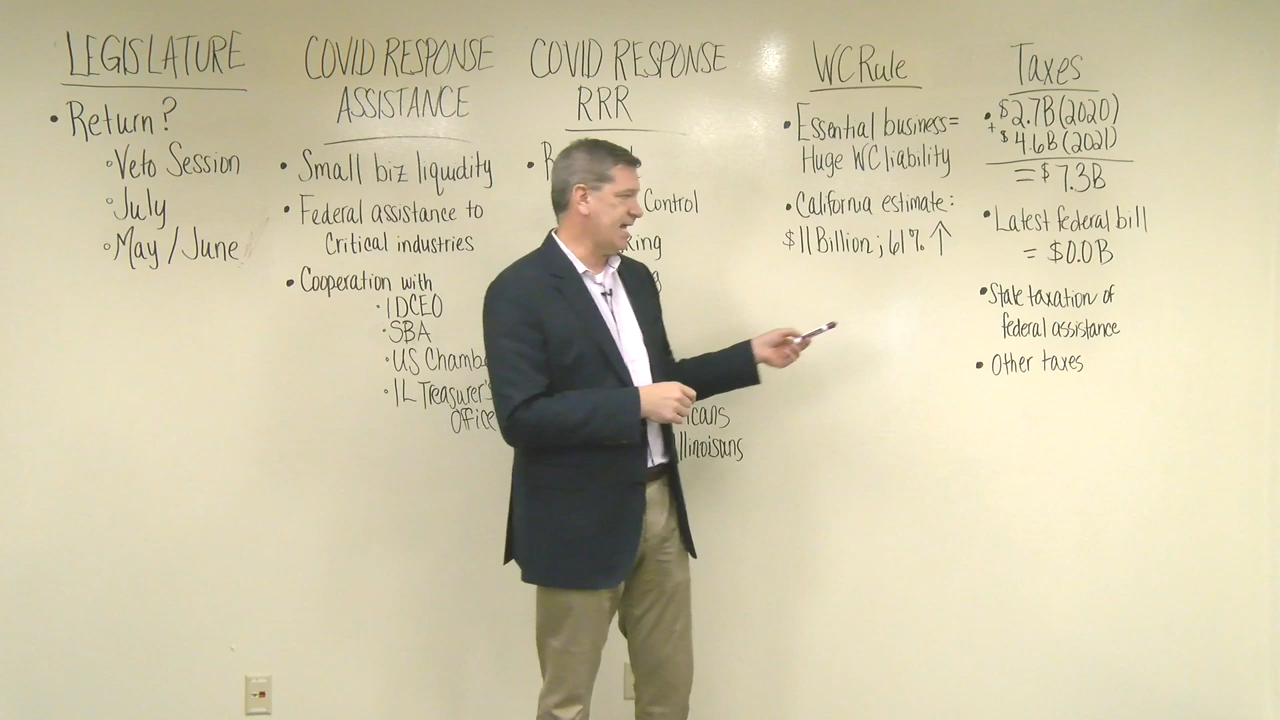 LEGISLATURE
• Return?
◦ Veto Session
◦ July
◦ May/June
COVID RESPONSE
ASSISTANCE
• Small biz liquidity
• Federal assistance to
Critical industries
• Cooperation with
◦ IDCEO
◦ SBA
◦ US Chambe
◦ IL Treasurer's
Office
COVID RESPONSE
RRR
Control
WC Rule
• Essential business =
Huge WC liability
• California estimate:
$11 Billion; 61% ↑
Taxes
• $2.7B (2020)
+ $4.6B (2021)
= $7.3B
• Latest federal bill
= $0.0B
• State taxation of
federal assistance
• Other taxes